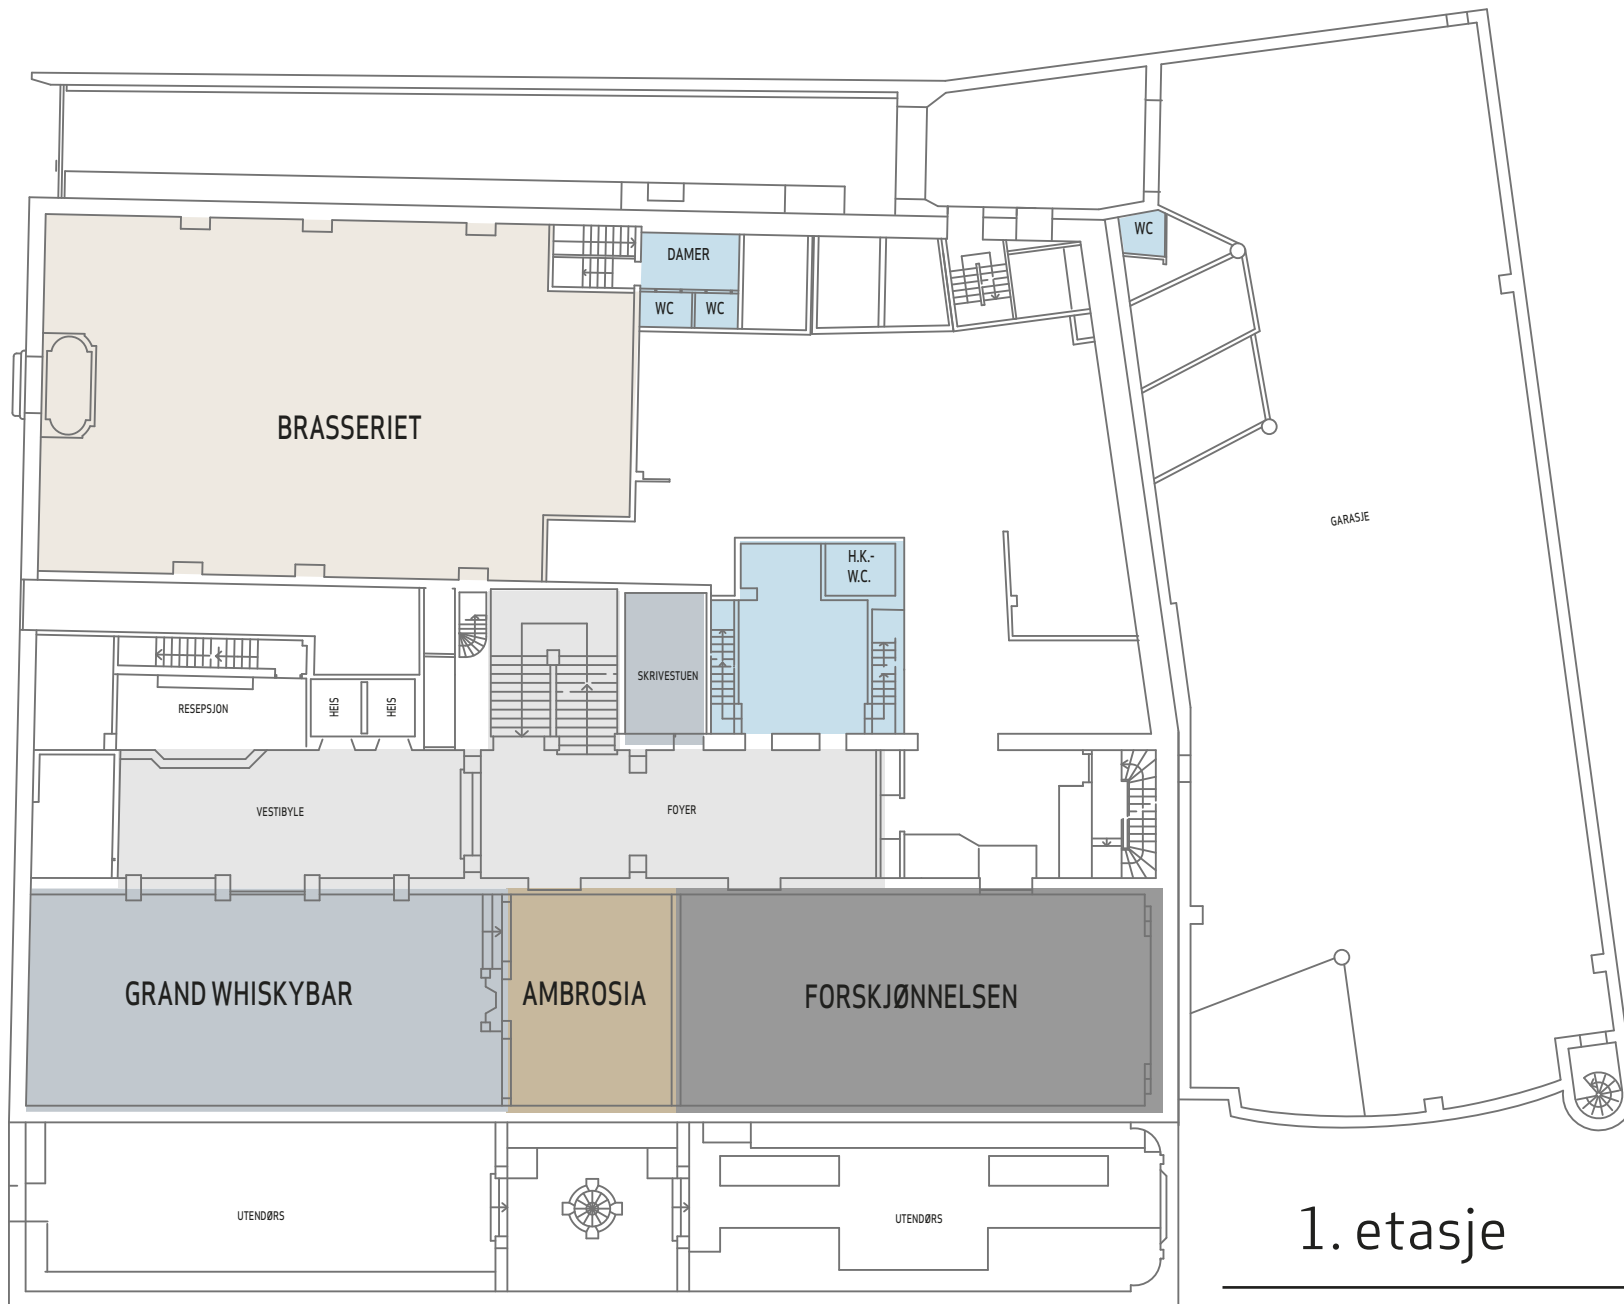 DAMER
WC
WC
WC
BRASSERIET
GARASJE
H.K.-
W.C.
SKRIVESTUEN
RESEPSJON
HEIS
HEIS
VESTIBYLE
FOYER
GRAND WHISKYBAR
AMBROSIA
FORSKJØNNELSEN
UTENDØRS
UTENDØRS
1. etasje